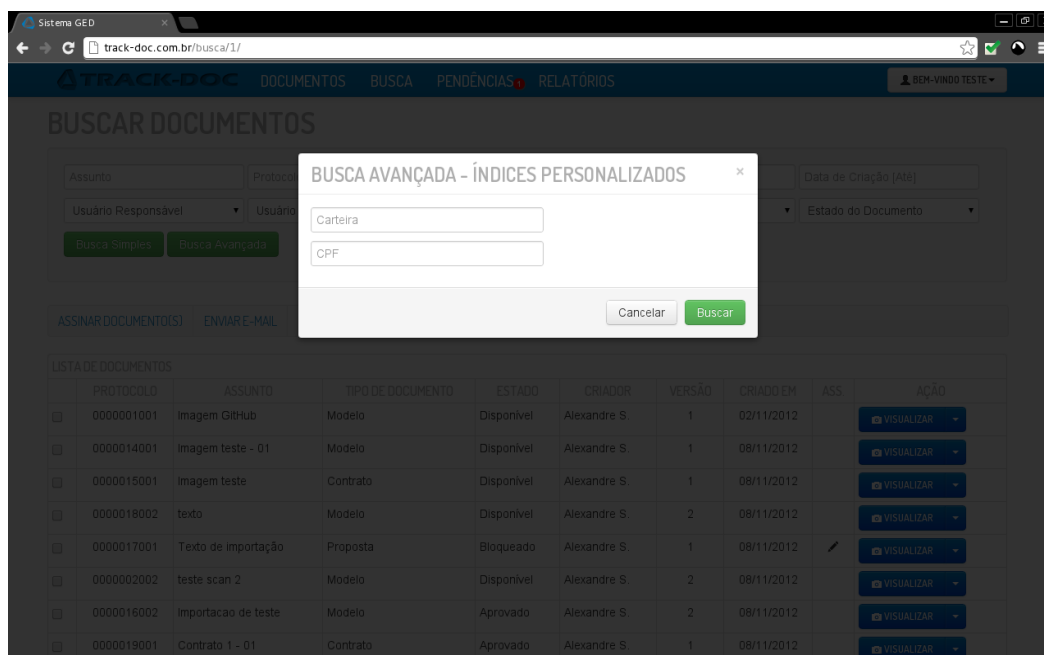 Sistema GED
track-doc.com.br/busca/1/
TRACK-DOC DOCUMENTOS BUSCA PENDÊNCIAS 1 RELATÓRIOS BEM-VINDO TESTE
BUSCAR DOCUMENTOS
Assunto Protocol Data de Criação (Até)
Usuário Responsável Usuário Estado do Documento
Busca Simples Busca Avançada
BUSCA AVANÇADA - ÍNDICES PERSONALIZADOS ×
Carteira
CPF
Cancelar Buscar
ASSINAR DOCUMENTO(S) ENVIAR E-MAIL
LISTA DE DOCUMENTOS
PROTOCOLO ASSUNTO TIPO DE DOCUMENTO ESTADO CRIADOR VERSÃO CRIADO EM ASS. AÇÃO
0000001001 Imagem GitHub Modelo Disponível Alexandre S. 1 02/11/2012 VISUALIZAR
0000014001 Imagem teste - 01 Modelo Disponível Alexandre S. 1 08/11/2012 VISUALIZAR
0000015001 Imagem teste Contrato Disponível Alexandre S. 1 08/11/2012 VISUALIZAR
0000018002 texto Modelo Disponível Alexandre S. 2 08/11/2012 VISUALIZAR
0000017001 Texto de importação Proposta Bloqueado Alexandre S. 1 08/11/2012 VISUALIZAR
0000002002 teste scan 2 Modelo Disponível Alexandre S. 2 08/11/2012 VISUALIZAR
0000016002 Importacao de teste Modelo Aprovado Alexandre S. 2 08/11/2012 VISUALIZAR
0000019001 Contrato 1 - 01 Contrato Aprovado Alexandre S. 1 08/11/2012 VISUALIZAR